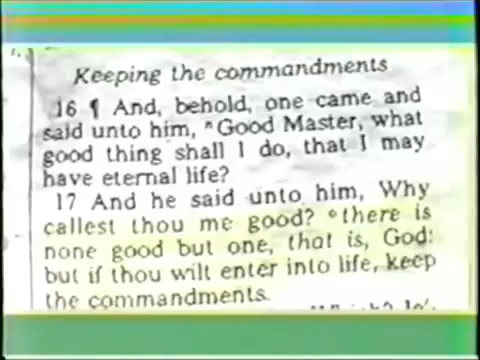 Keeping the commandments
16 ¶ And, behold, one came and
said unto him, "Good Master, what
good thing shall I do, that I may
have eternal life?
17 And he said unto him, Why
callest thou me good? °there is
none good but one, that is, God:
but if thou wilt enter into life, keep
the commandments.